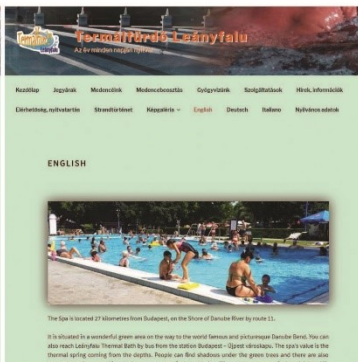 Termálfürdő Leányfalu
Az év minden napján nyitva
Kezdőlap Jegyárak Medencéink Medencebeosztás Gyógyvizünk Szolgáltatások Hírek, információk
Elérhetőség, nyitvatartás Strandtörténet Képgaléria English Deutsch Italiano Nyilvános adatok
ENGLISH
The Spa is located 27 kilometres from Budapest, on the Shore of Danube River by route 11.
It is situated in a wonderful green area on the way to the world famous and picturesque Danube Bend. You can
also reach Leányfalu Thermal Bath by bus from the station Budapest – Újpest városkapu. The spa's value is the
thermal spring coming from the depths. People can find shadows under the green trees and there are also